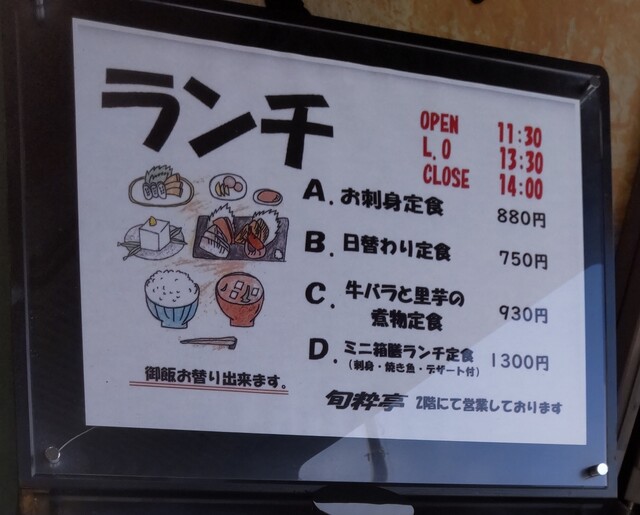 ランチ
OPEN 11:30
L.O 13:30
CLOSE 14:00
A. お刺身定食 880円
B. 日替わり定食 750円
C. 牛バラと里芋の
煮物定食 930円
D. ミニ箱膳ランチ定食 1300円
(刺身・焼き魚・デザート付)
御飯お替り出来ます。
旬粋亭 2階にて営業しております